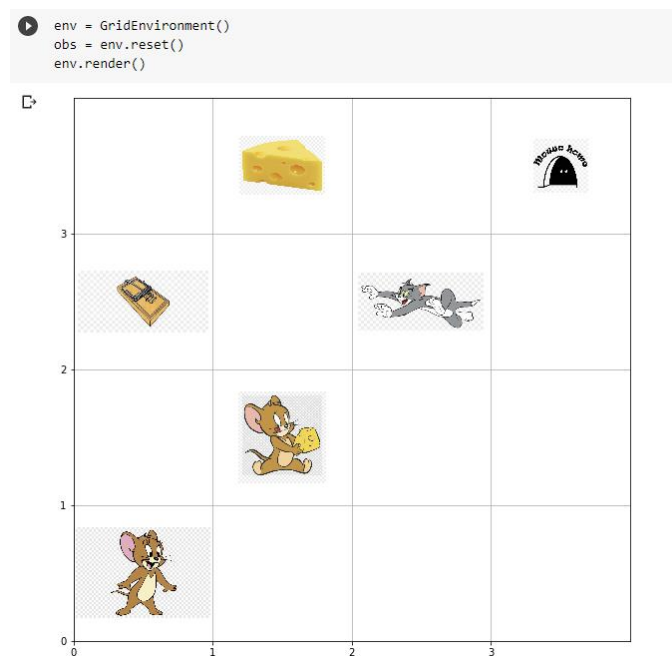 env = GridEnvironment()
obs = env.reset()
env.render()
Mouse home
3
2
1
0
0 1 2 3